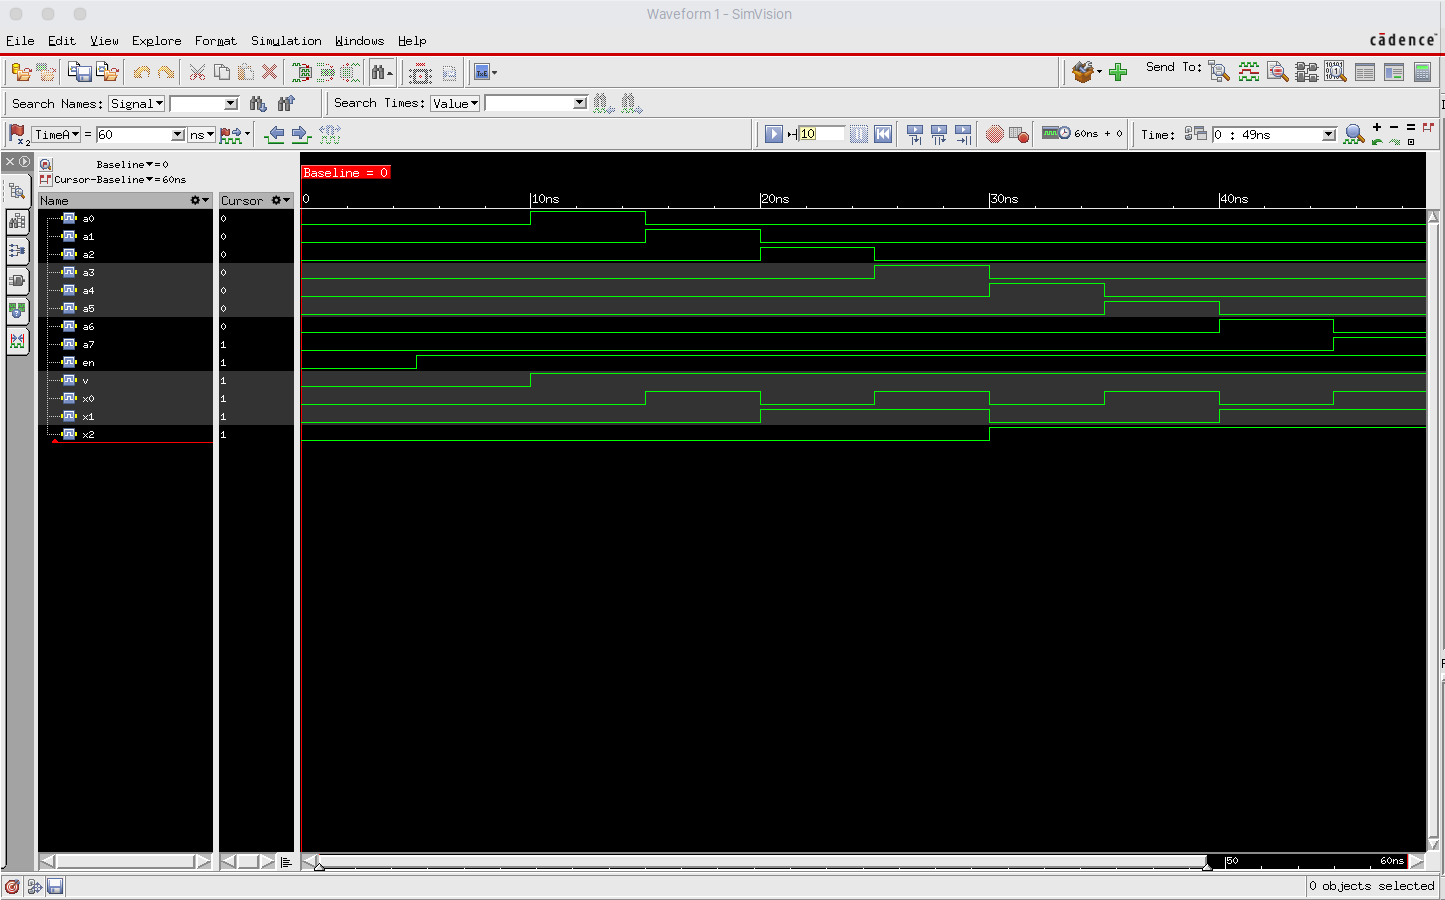 Waveform 1 - SimVision
File Edit View Explore Format Simulation Windows Help
cādence™
Send To:
Search Names: Signal
Search Times: Value
x2 TimeA = 60 ns
10
60ns + 0
Time: 0 : 49ns
Baseline = 0
Cursor-Baseline = 60ns
Baseline = 0
Name Cursor
0 10ns 20ns 30ns 40ns
a0 0
a1 0
a2 0
a3 0
a4 0
a5 0
a6 0
a7 1
en 1
v 1
x0 1
x1 1
x2 1
50 60ns
0 objects selected